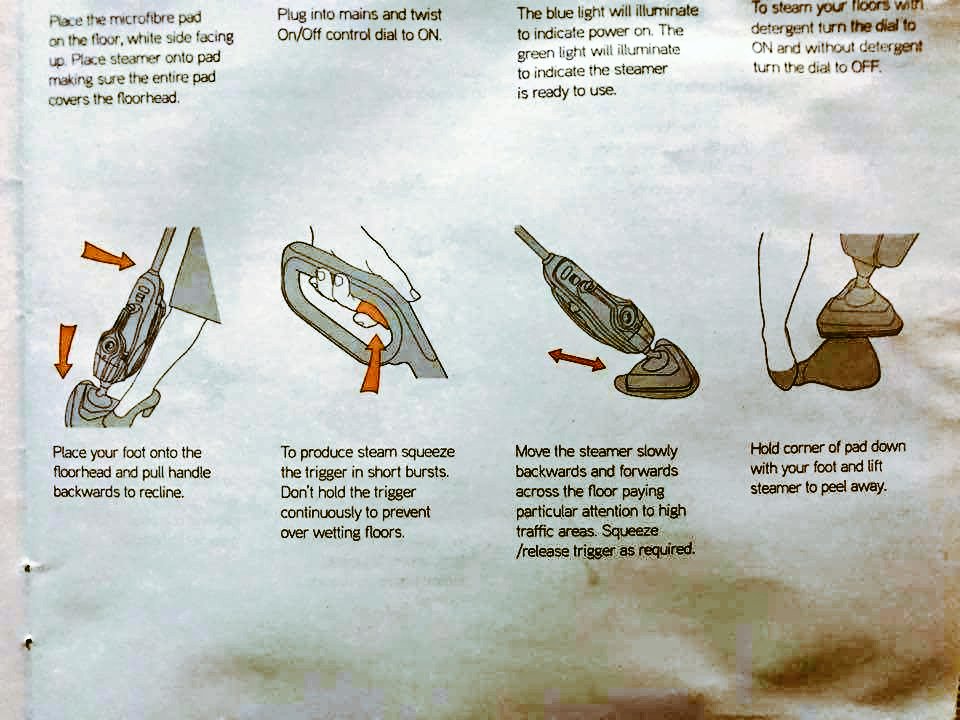 Place the microfibre pad
on the floor, white side facing
up. Place steamer onto pad
making sure the entire pad
covers the floorhead.
Plug into mains and twist
On/Off control dial to ON.
The blue light will illuminate
to indicate power on. The
green light will illuminate
to indicate the steamer
is ready to use.
To steam your floors with
detergent turn the dial to
ON and without detergent
turn the dial to OFF.
Place your foot onto the
floorhead and pull handle
backwards to recline.
To produce steam squeeze
the trigger in short bursts.
Don't hold the trigger
continuously to prevent
over wetting floors.
Move the steamer slowly
backwards and forwards
across the floor paying
particular attention to high
traffic areas. Squeeze
/release trigger as required.
Hold corner of pad down
with your foot and lift
steamer to peel away.